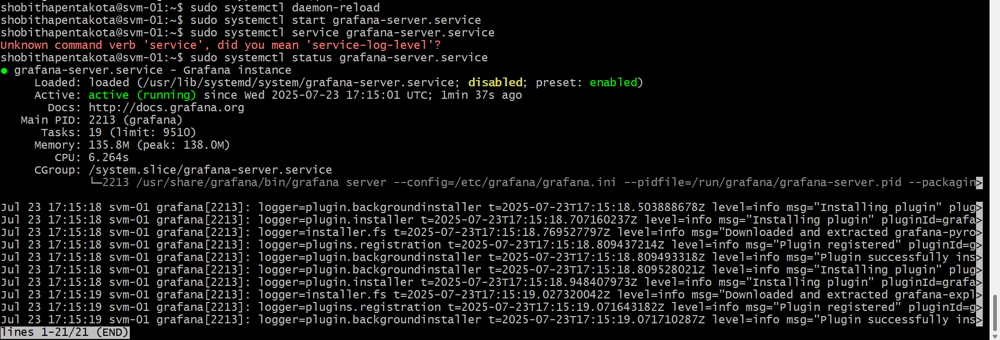 shobithapentakota@svm-01:~$ sudo systemctl daemon-reload
shobithapentakota@svm-01:~$ sudo systemctl start grafana-server.service
shobithapentakota@svm-01:~$ sudo systemctl service grafana-server.service
Unknown command verb 'service', did you mean 'service-log-level'?
shobithapentakota@svm-01:~$ sudo systemctl status grafana-server.service
● grafana-server.service - Grafana instance
     Loaded: loaded (/usr/lib/systemd/system/grafana-server.service; disabled; preset: enabled)
     Active: active (running) since Wed 2025-07-23 17:15:01 UTC; 1min 37s ago
       Docs: http://docs.grafana.org
   Main PID: 2213 (grafana)
      Tasks: 19 (limit: 9510)
     Memory: 135.8M (peak: 138.0M)
        CPU: 6.264s
     CGroup: /system.slice/grafana-server.service
             └─2213 /usr/share/grafana/bin/grafana server --config=/etc/grafana/grafana.ini --pidfile=/run/grafana/grafana-server.pid --packagin>
Jul 23 17:15:18 svm-01 grafana[2213]: logger=plugin.backgroundinstaller t=2025-07-23T17:15:18.503888678Z level=info msg="Installing plugin" plug>
Jul 23 17:15:18 svm-01 grafana[2213]: logger=plugin.installer t=2025-07-23T17:15:18.707160237Z level=info msg="Installing plugin" pluginId=grafa>
Jul 23 17:15:18 svm-01 grafana[2213]: logger=installer.fs t=2025-07-23T17:15:18.769527797Z level=info msg="Downloaded and extracted grafana-pyro>
Jul 23 17:15:18 svm-01 grafana[2213]: logger=plugins.registration t=2025-07-23T17:15:18.809437214Z level=info msg="Plugin registered" pluginId=g>
Jul 23 17:15:18 svm-01 grafana[2213]: logger=plugin.backgroundinstaller t=2025-07-23T17:15:18.809493318Z level=info msg="Plugin successfully ins>
Jul 23 17:15:18 svm-01 grafana[2213]: logger=plugin.backgroundinstaller t=2025-07-23T17:15:18.809528021Z level=info msg="Installing plugin" plug>
Jul 23 17:15:18 svm-01 grafana[2213]: logger=plugin.installer t=2025-07-23T17:15:18.948407973Z level=info msg="Installing plugin" pluginId=grafa>
Jul 23 17:15:19 svm-01 grafana[2213]: logger=installer.fs t=2025-07-23T17:15:19.027320042Z level=info msg="Downloaded and extracted grafana-expl>
Jul 23 17:15:19 svm-01 grafana[2213]: logger=plugins.registration t=2025-07-23T17:15:19.071643182Z level=info msg="Plugin registered" pluginId=g>
Jul 23 17:15:19 svm-01 grafana[2213]: logger=plugin.backgroundinstaller t=2025-07-23T17:15:19.071710287Z level=info msg="Plugin successfully ins>
lines 1-21/21 (END)